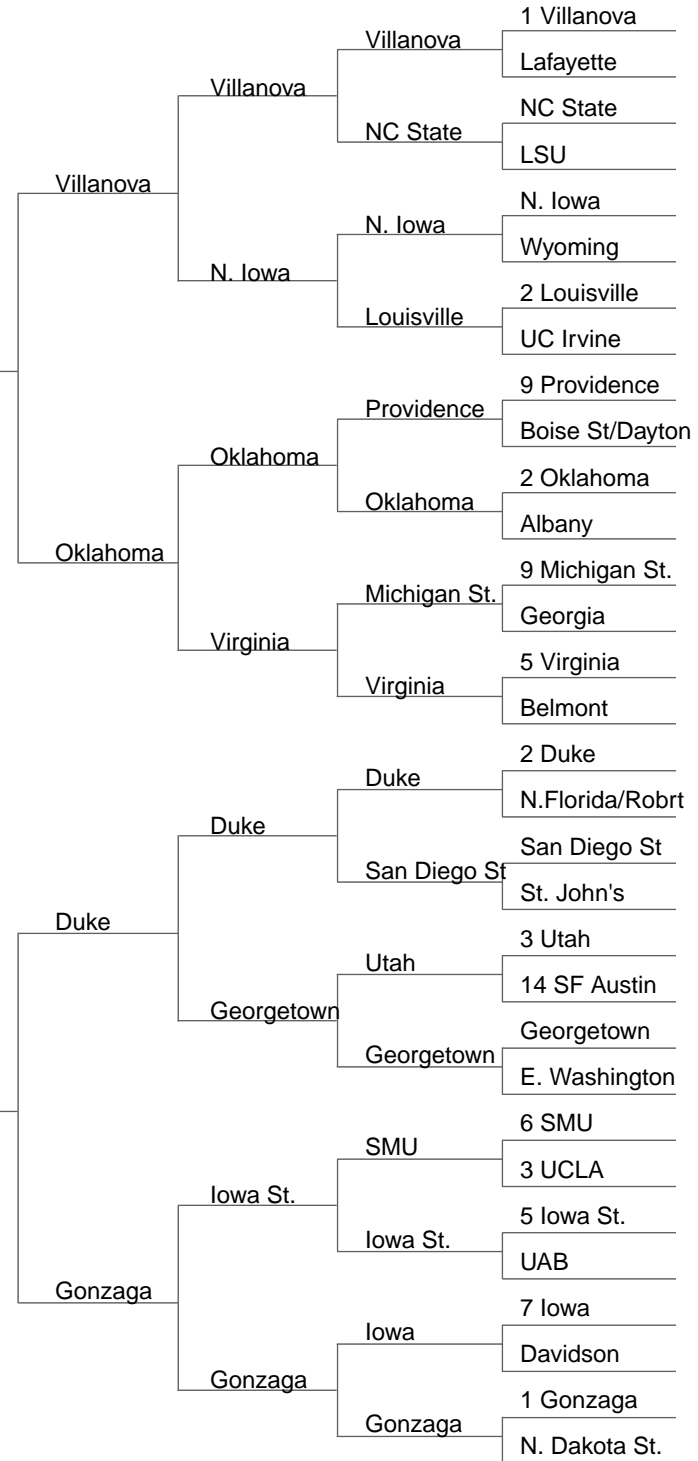 1 Villanova
Villanova
Lafayette
Villanova
NC State
NC State
LSU
Villanova
N. Iowa
N. Iowa
Wyoming
N. Iowa
2 Louisville
Louisville
UC Irvine
9 Providence
Providence
Boise St/Dayton
Oklahoma
2 Oklahoma
Oklahoma
Albany
Oklahoma
9 Michigan St.
Michigan St.
Georgia
Virginia
5 Virginia
Virginia
Belmont
2 Duke
Duke
N.Florida/Robrt
Duke
San Diego St
San Diego St
St. John's
Duke
3 Utah
Utah
14 SF Austin
Georgetown
Georgetown
Georgetown
E. Washington
6 SMU
SMU
3 UCLA
Iowa St.
5 Iowa St.
Iowa St.
UAB
Gonzaga
7 Iowa
Iowa
Davidson
Gonzaga
1 Gonzaga
Gonzaga
N. Dakota St.